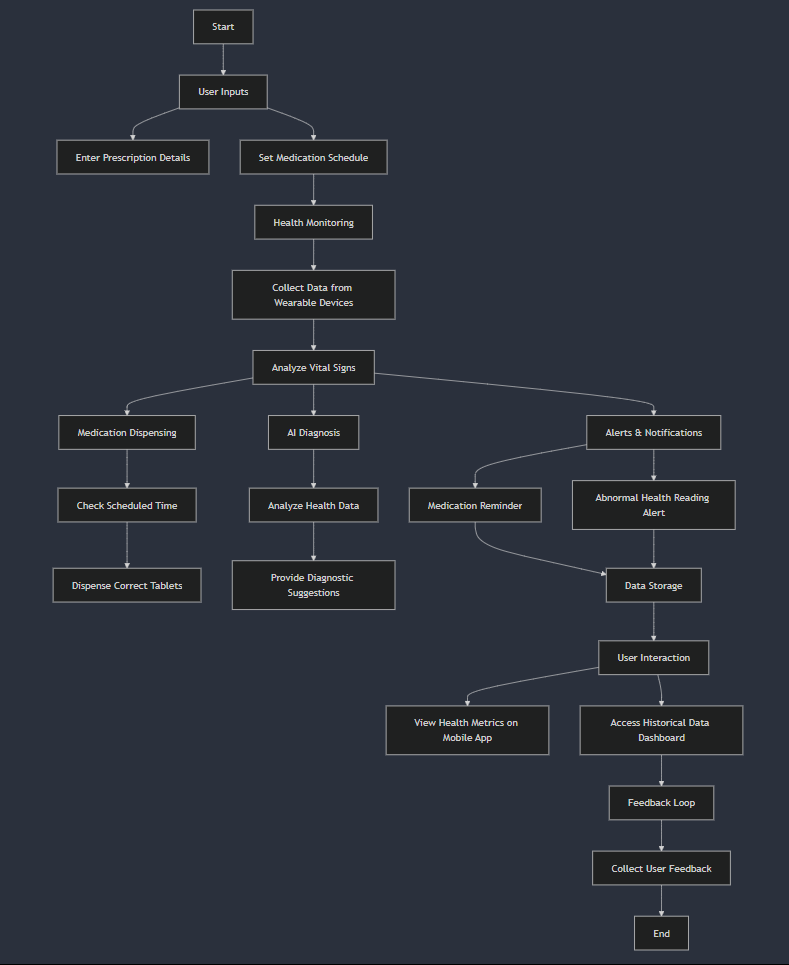 Start
User Inputs
Enter Prescription Details
Set Medication Schedule
Health Monitoring
Collect Data from
Wearable Devices
Analyze Vital Signs
Medication Dispensing
AI Diagnosis
Alerts & Notifications
Check Scheduled Time
Analyze Health Data
Medication Reminder
Abnormal Health Reading
Alert
Dispense Correct Tablets
Provide Diagnostic
Suggestions
Data Storage
User Interaction
View Health Metrics on
Mobile App
Access Historical Data
Dashboard
Feedback Loop
Collect User Feedback
End